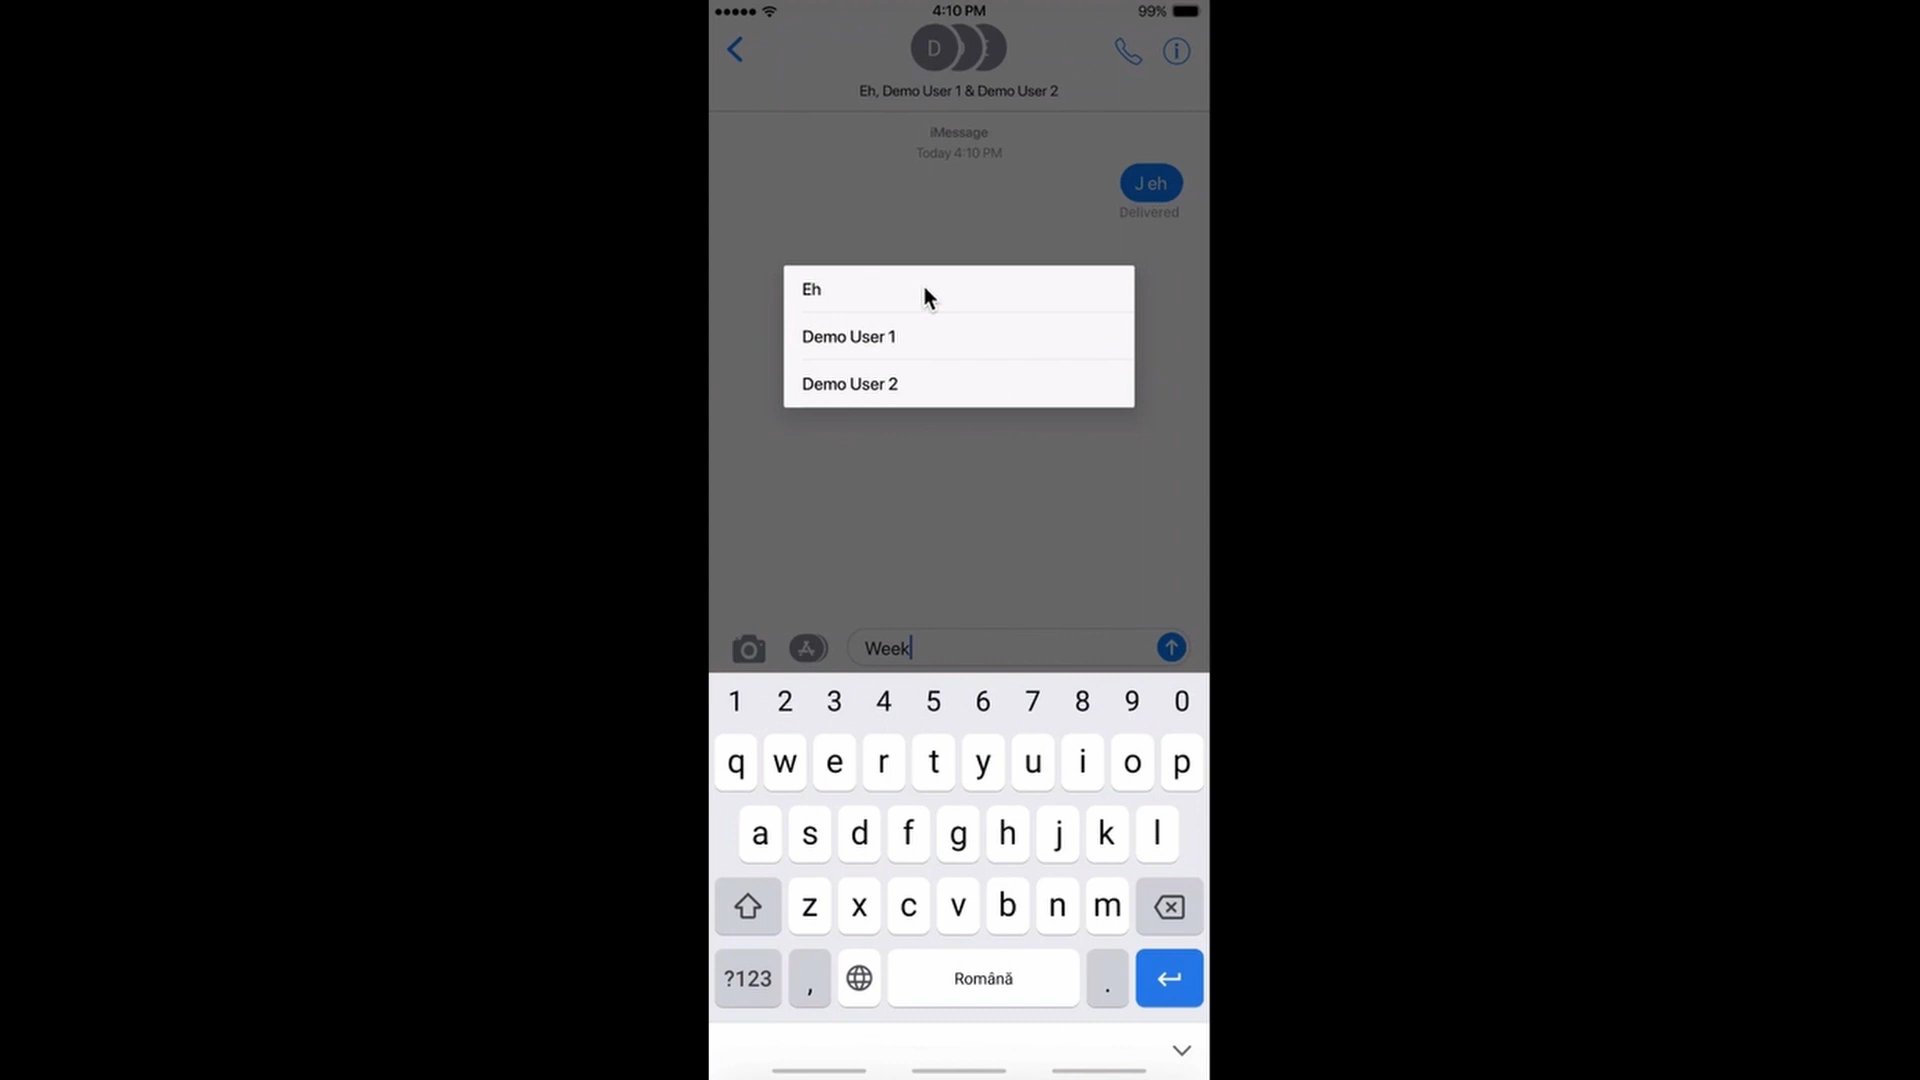 4:10 PM
99%
D
Eh, Demo User 1 & Demo User 2
iMessage
Today 4:10 PM
J eh
Delivered
Eh
Demo User 1
Demo User 2
Week
1 2 3 4 5 6 7 8 9 0
q w e r t y u i o p
a s d f g h j k l
z x c v b n m
?123 , Română .